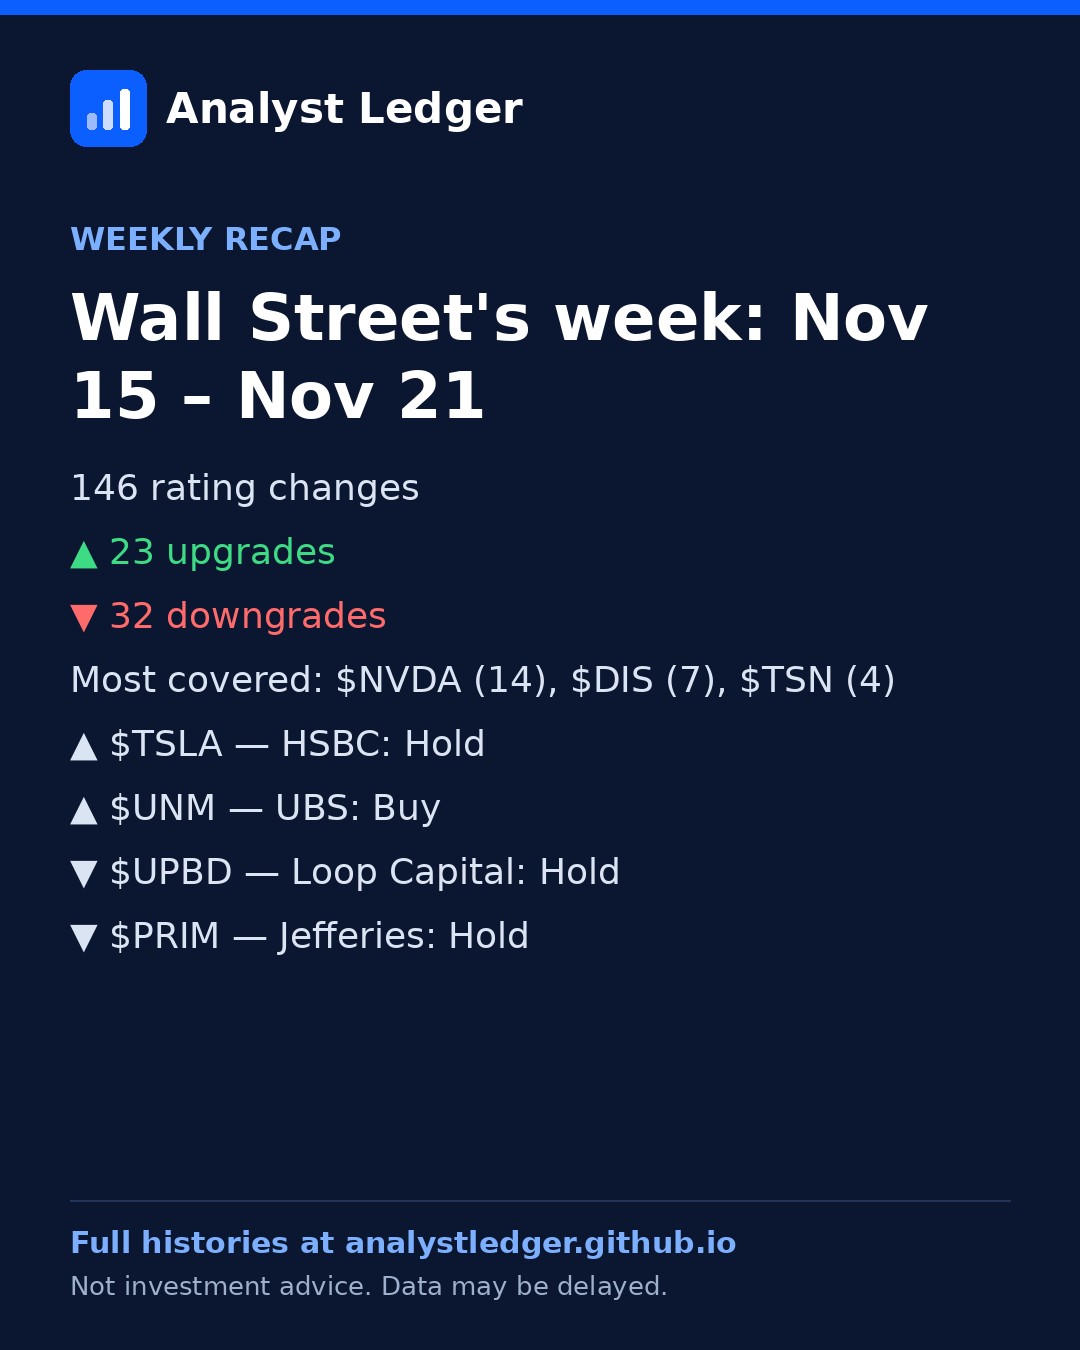 Analyst Ledger
WEEKLY RECAP
Wall Street's week: Nov
15 – Nov 21
146 rating changes
▲ 23 upgrades
▼ 32 downgrades
Most covered: $NVDA (14), $DIS (7), $TSN (4)
▲ $TSLA — HSBC: Hold
▲ $UNM — UBS: Buy
▼ $UPBD — Loop Capital: Hold
▼ $PRIM — Jefferies: Hold
Full histories at analystledger.github.io
Not investment advice. Data may be delayed.